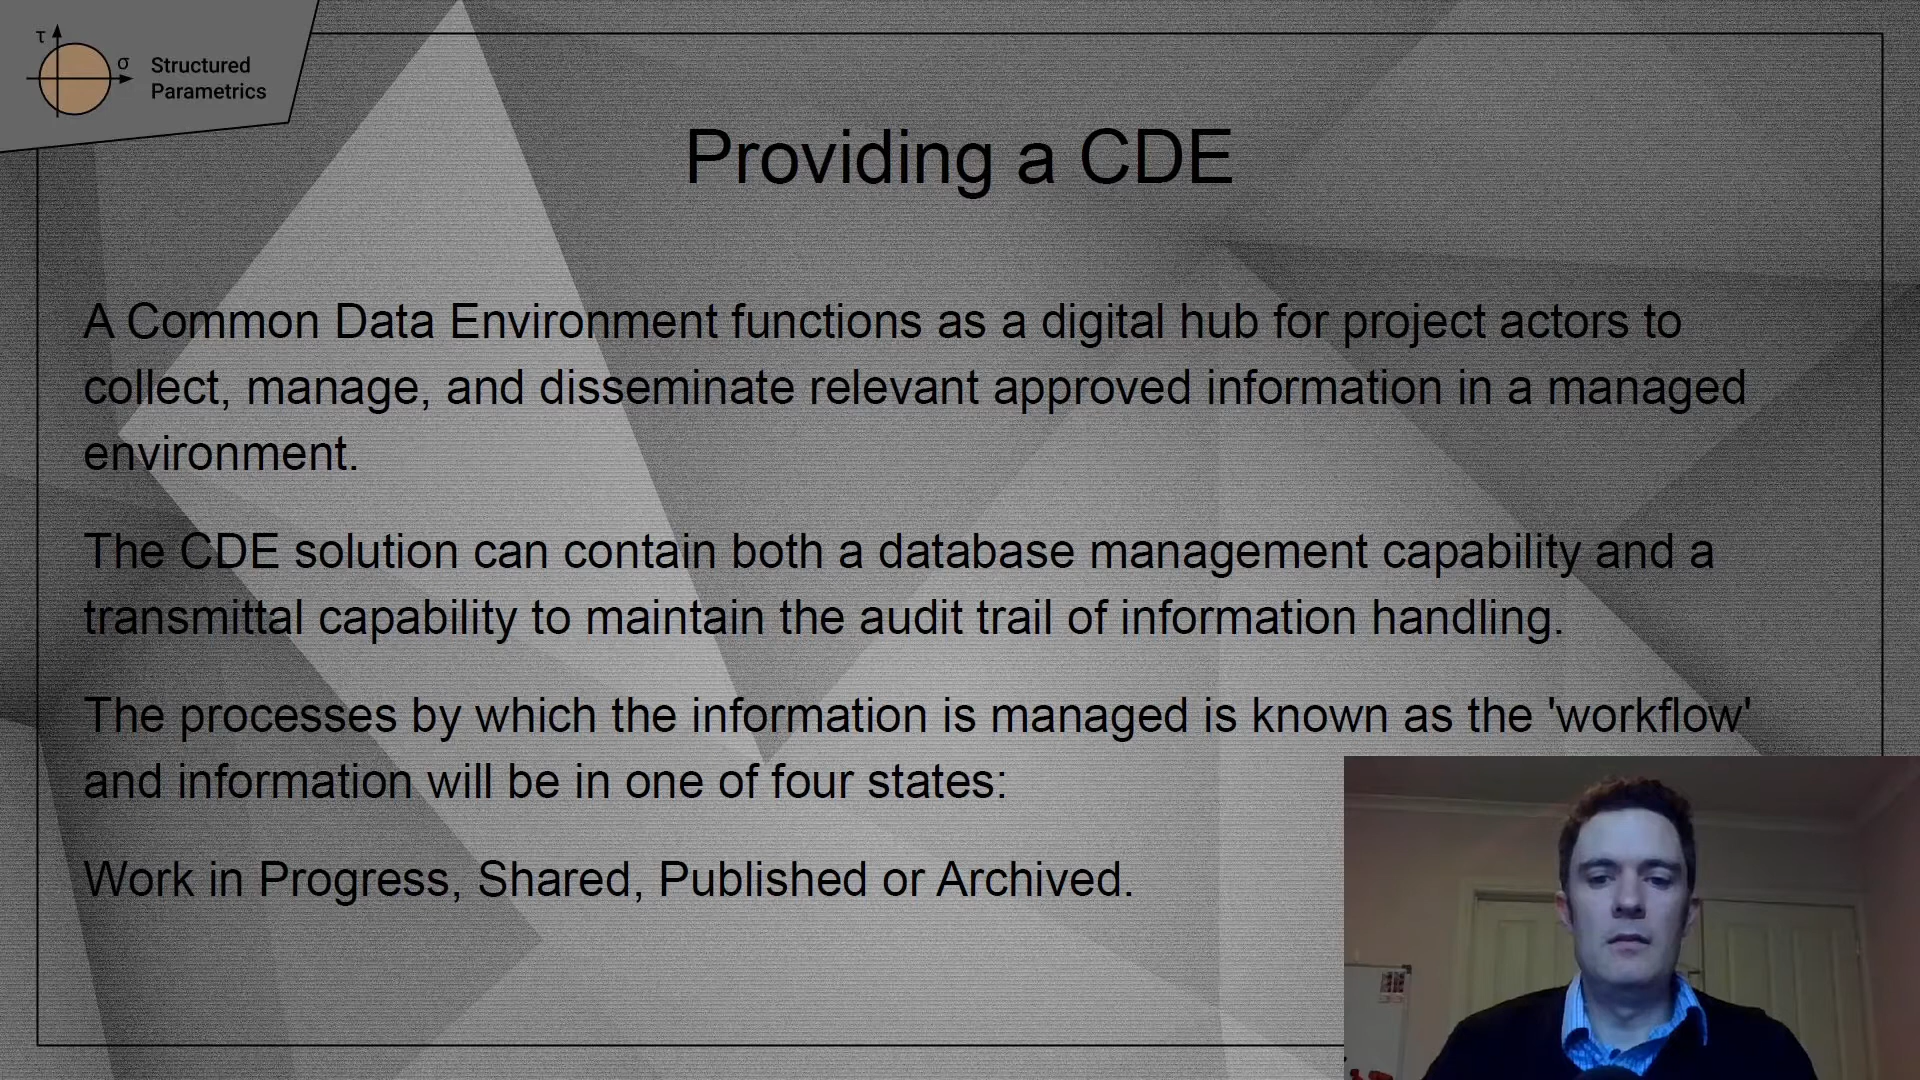 τ
σ
Structured
Parametrics
Providing a CDE
A Common Data Environment functions as a digital hub for project actors to
collect, manage, and disseminate relevant approved information in a managed
environment.
The CDE solution can contain both a database management capability and a
transmittal capability to maintain the audit trail of information handling.
The processes by which the information is managed is known as the 'workflow'
and information will be in one of four states:
Work in Progress, Shared, Published or Archived.